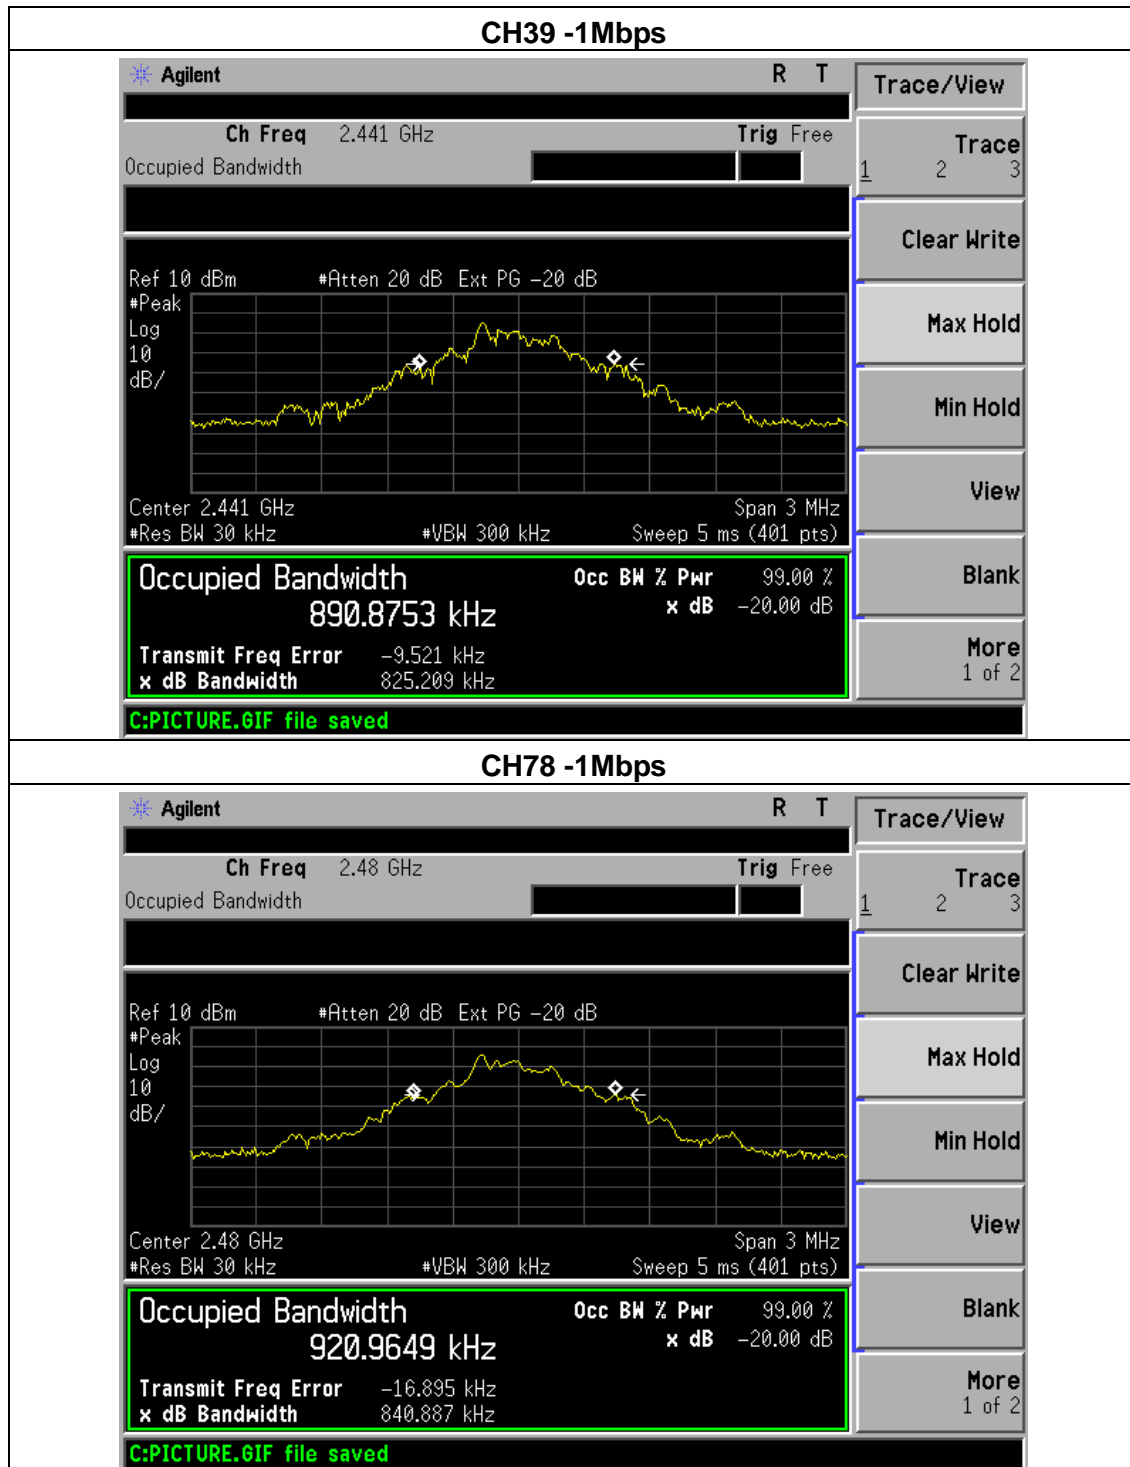 CH39 -1Mbps
Agilent R T Trace/View
Ch Freq 2.441 GHz Trig Free
Occupied Bandwidth
Trace
1 2 3
Clear Write
Max Hold
Min Hold
View
Blank
More
1 of 2
Ref 10 dBm #Atten 20 dB Ext PG -20 dB
#Peak
Log
10
dB/
Center 2.441 GHz Span 3 MHz
#Res BW 30 kHz #VBW 300 kHz Sweep 5 ms (401 pts)
Occupied Bandwidth Occ BW % Pwr 99.00 %
890.8753 kHz x dB -20.00 dB
Transmit Freq Error -9.521 kHz
x dB Bandwidth 825.209 kHz
C:PICTURE.GIF file saved
CH78 -1Mbps
Agilent R T Trace/View
Ch Freq 2.48 GHz Trig Free
Occupied Bandwidth
Trace
1 2 3
Clear Write
Max Hold
Min Hold
View
Blank
More
1 of 2
Ref 10 dBm #Atten 20 dB Ext PG -20 dB
#Peak
Log
10
dB/
Center 2.48 GHz Span 3 MHz
#Res BW 30 kHz #VBW 300 kHz Sweep 5 ms (401 pts)
Occupied Bandwidth Occ BW % Pwr 99.00 %
920.9649 kHz x dB -20.00 dB
Transmit Freq Error -16.895 kHz
x dB Bandwidth 840.887 kHz
C:PICTURE.GIF file saved